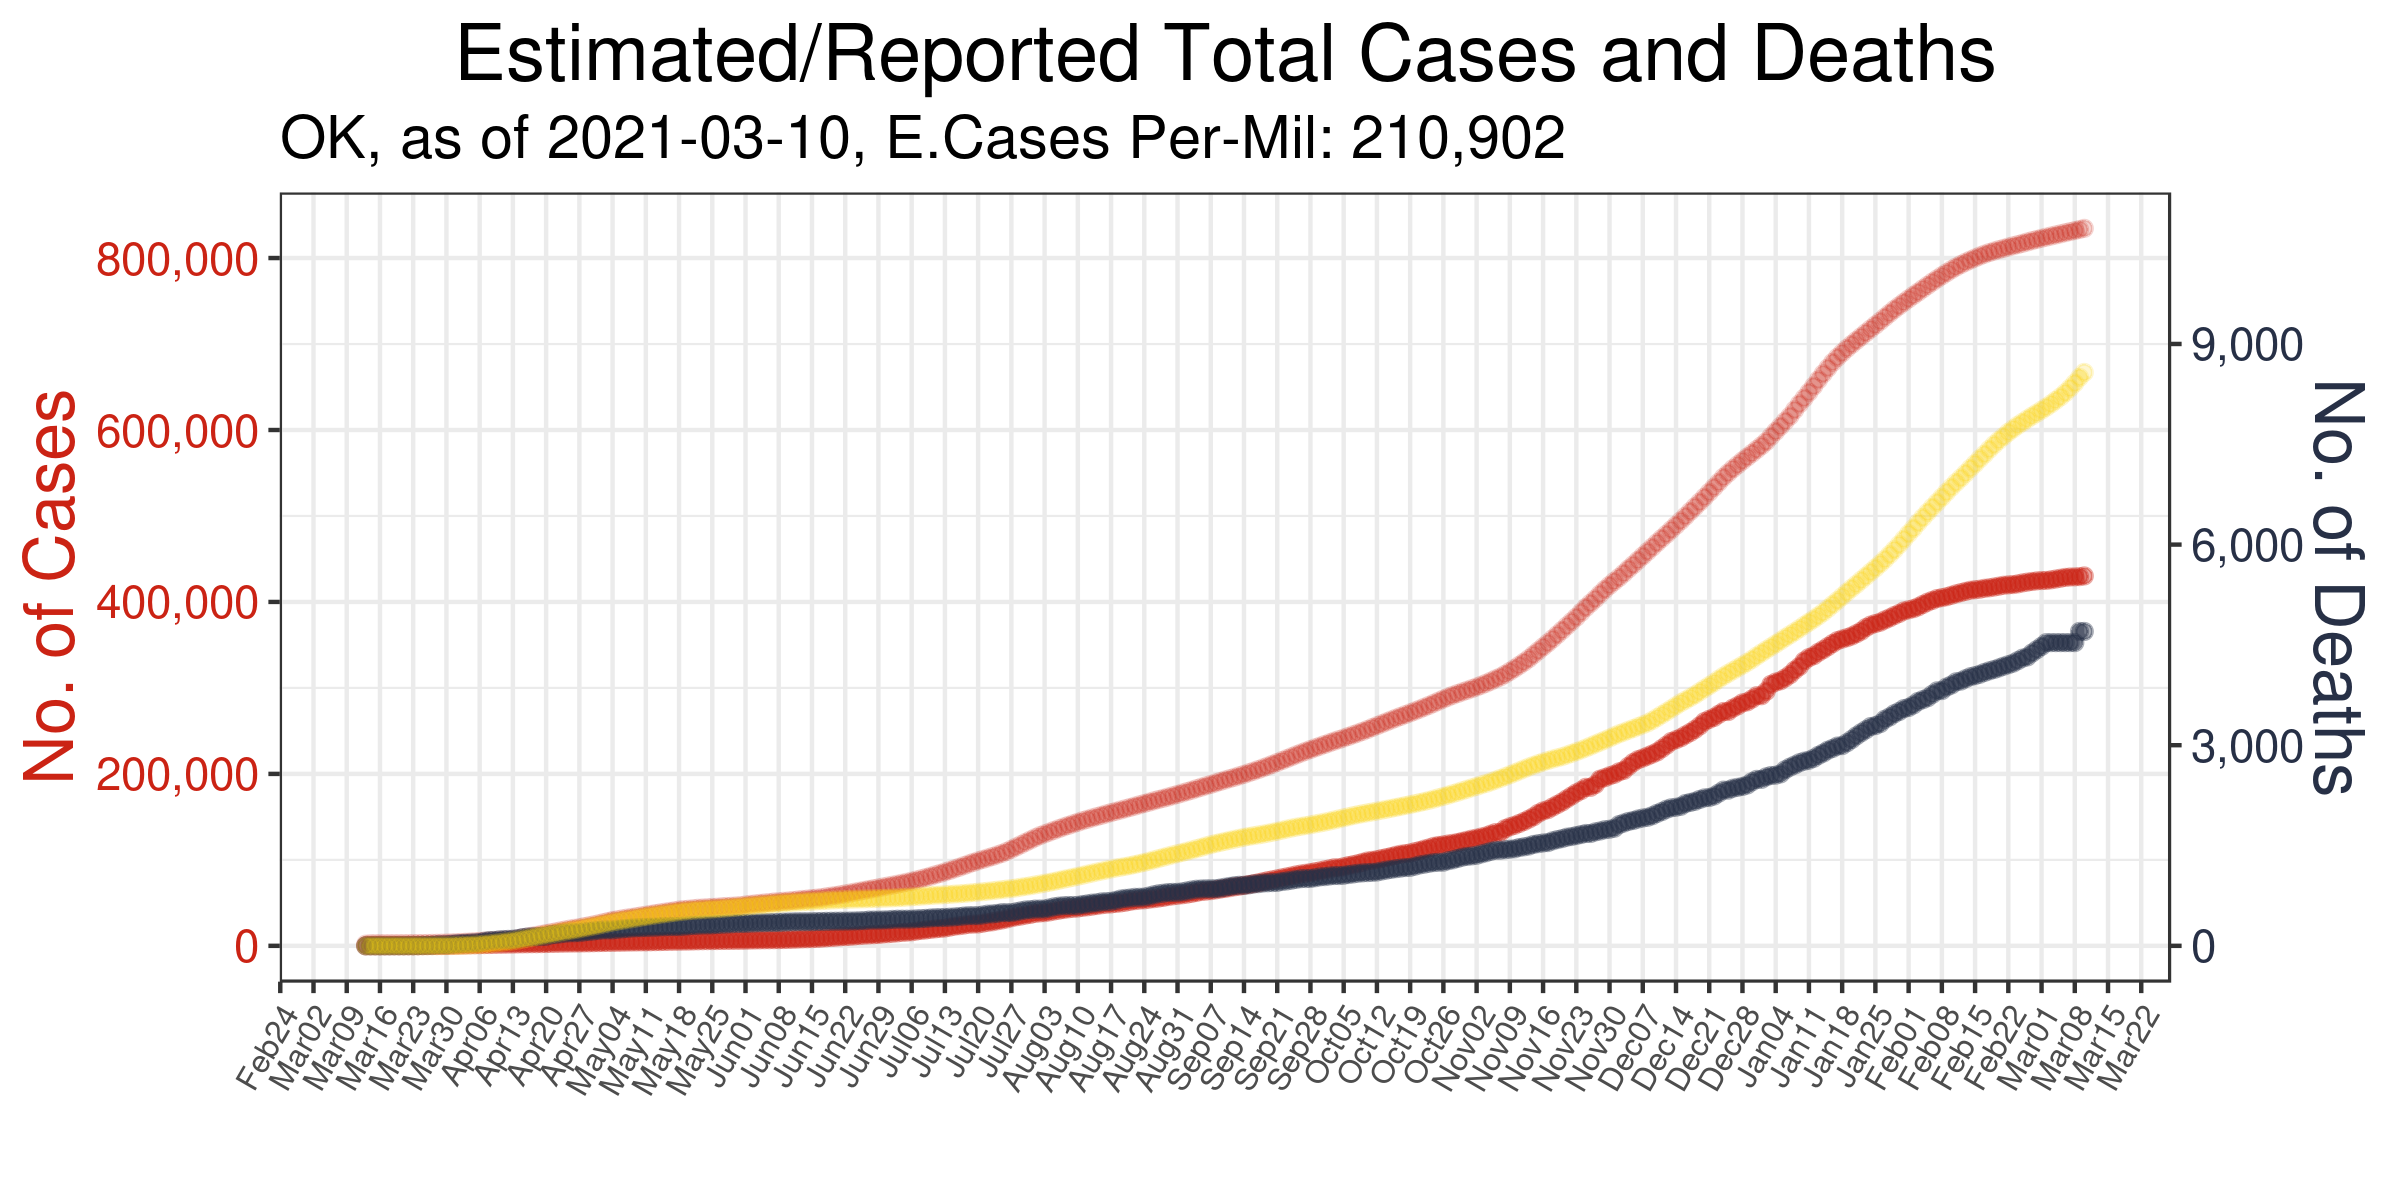 Estimated/Reported Total Cases and Deaths
OK, as of 2021-03-10, E.Cases Per-Mil: 210,902
No. of Cases
800,000
600,000
400,000
200,000
0
9,000
6,000
3,000
0
No. of Deaths
Feb24
Mar02
Mar09
Mar16
Mar23
Mar30
Apr06
Apr13
Apr20
Apr27
May04
May11
May18
May25
Jun01
Jun08
Jun15
Jun22
Jun29
Jul06
Jul13
Jul20
Jul27
Aug03
Aug10
Aug17
Aug24
Aug31
Sep07
Sep14
Sep21
Sep28
Oct05
Oct12
Oct19
Oct26
Nov02
Nov09
Nov16
Nov23
Nov30
Dec07
Dec14
Dec21
Dec28
Jan04
Jan11
Jan18
Jan25
Feb01
Feb08
Feb15
Feb22
Mar01
Mar08
Mar15
Mar22